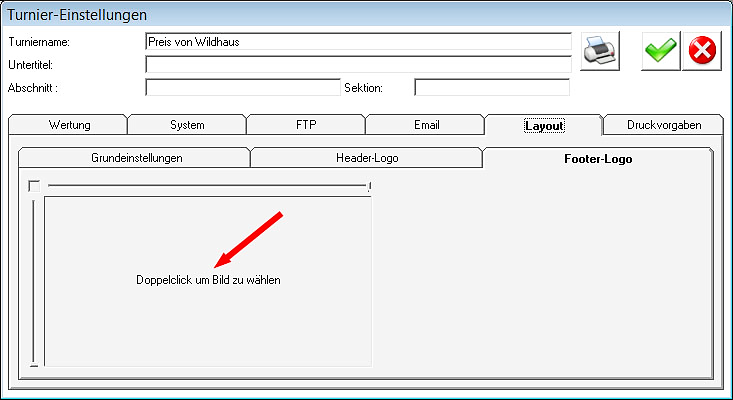 Turnier-Einstellungen
Turniername: Preis von Wildhaus
Untertitel:
Abschnitt : Sektion:
Wertung System FTP Email Layout Druckvorgaben
Grundeinstellungen Header-Logo Footer-Logo
Doppelclick um Bild zu wählen